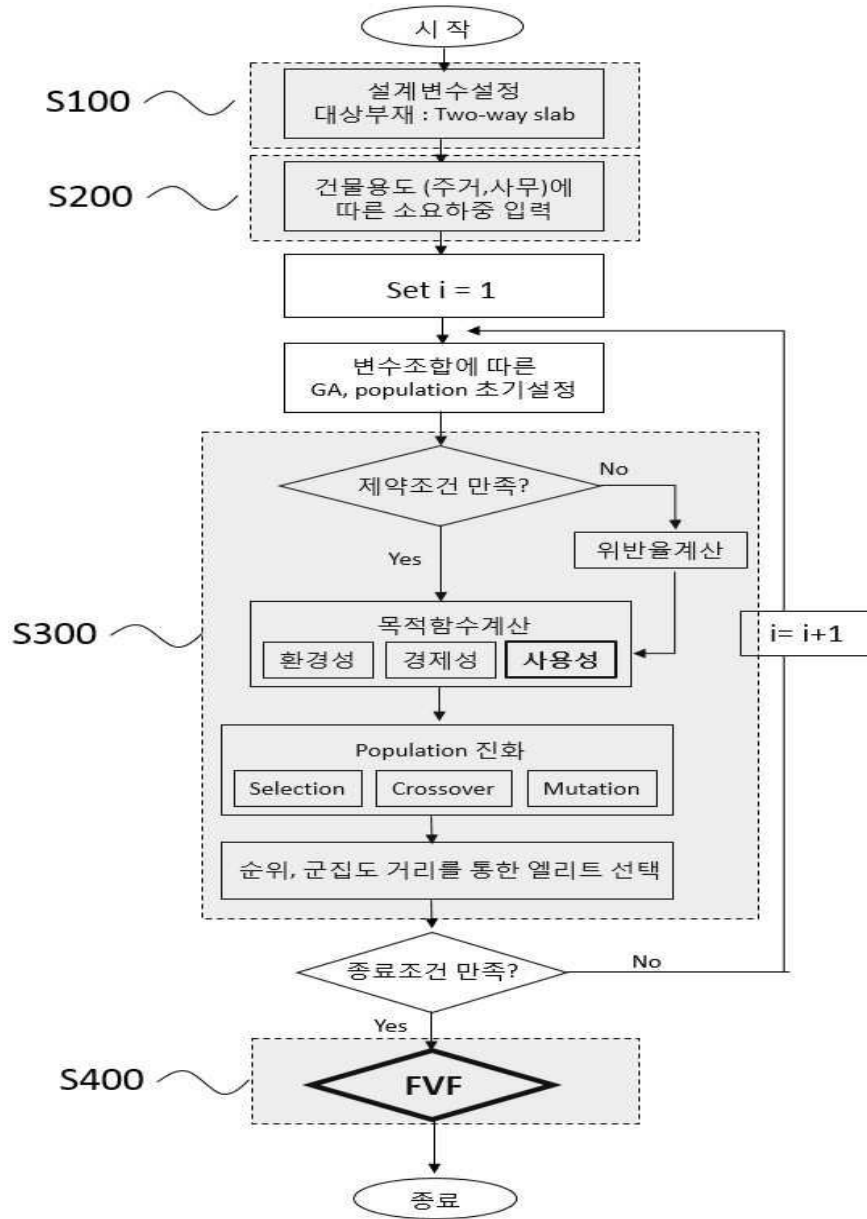 시 작
S100
설계변수설정
대상부재 : Two-way slab
S200
건물용도 (주거,사무)에
따른 소요하중 입력
Set i = 1
변수조합에 따른
GA, population 초기설정
제약조건 만족?
No
위반율계산
Yes
S300
목적함수계산
환경성 경제성 사용성
i= i+1
Population 진화
Selection Crossover Mutation
순위, 군집도 거리를 통한 엘리트 선택
종료조건 만족?
No
Yes
S400
FVF
종료